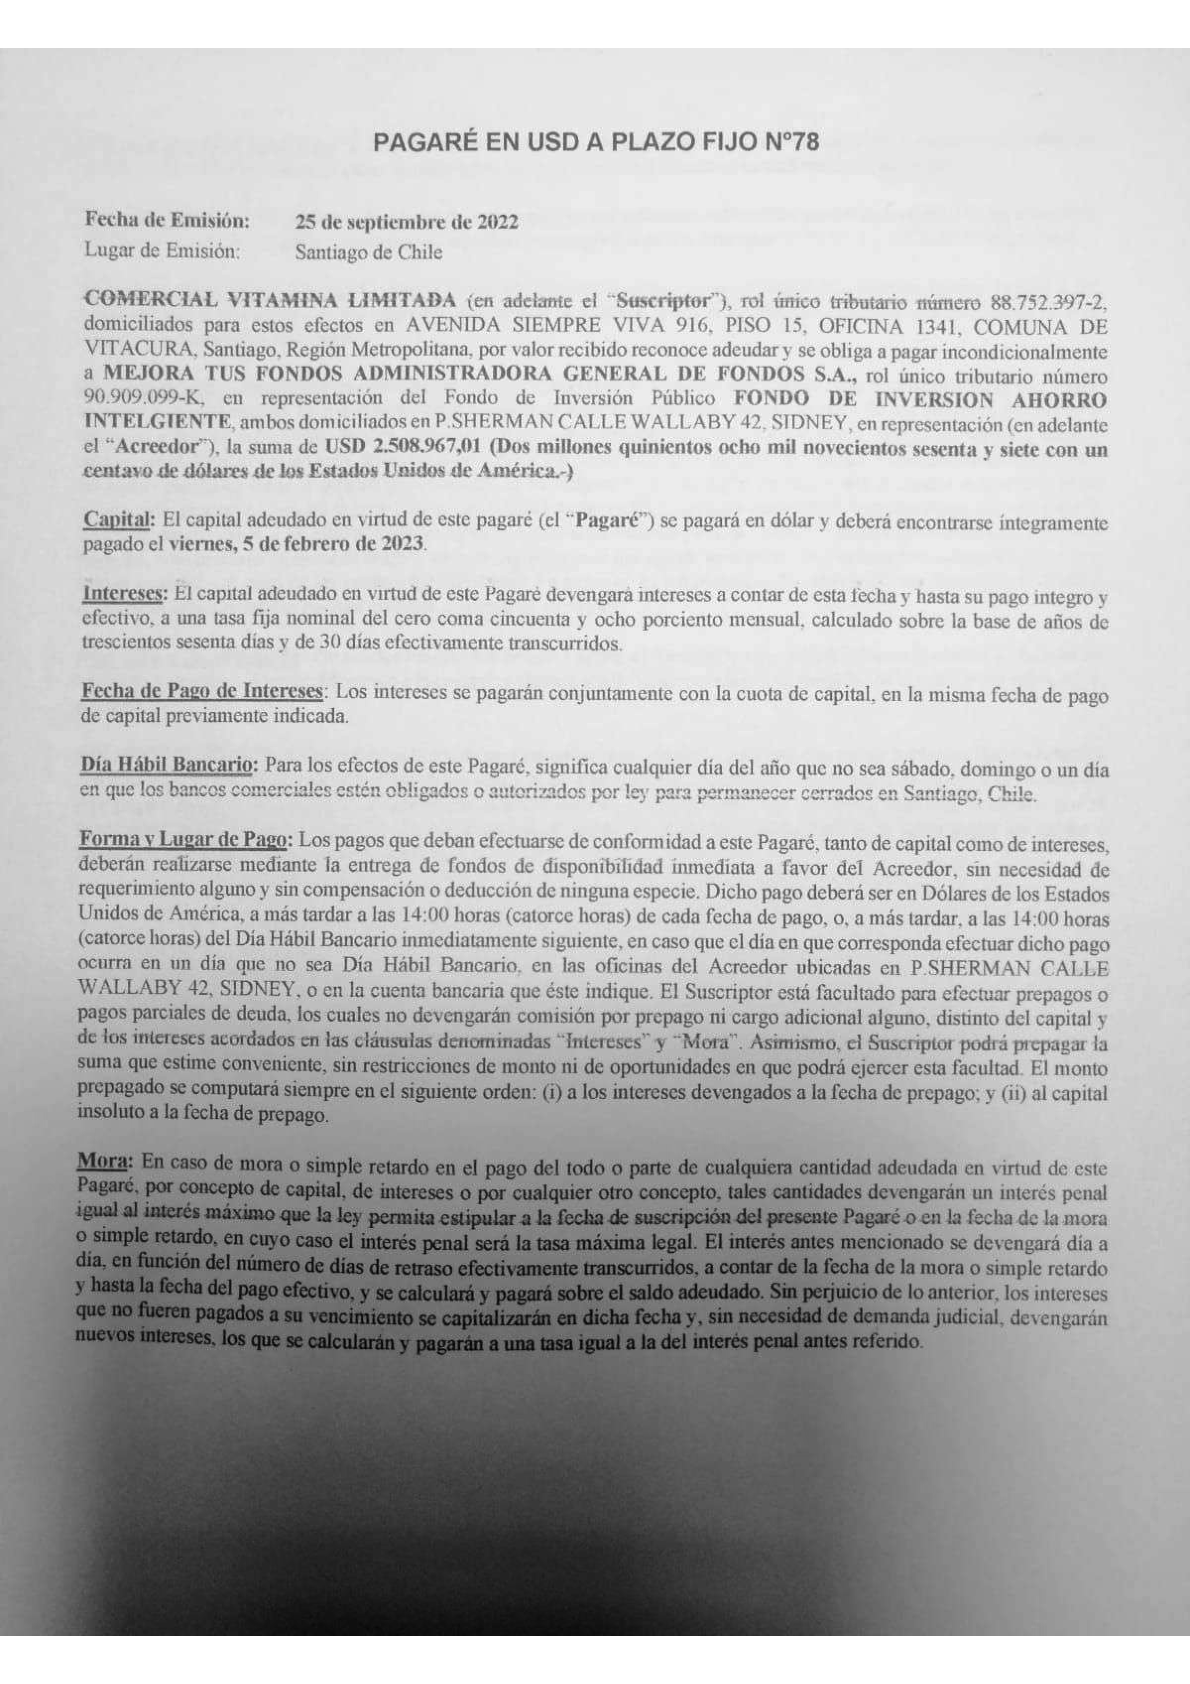 PAGARÉ EN USD A PLAZO FIJO Nº78
Fecha de Emisión: 25 de septiembre de 2022
Lugar de Emisión: Santiago de Chile
COMERCIAL VITAMINA LIMITADA (en adelante el “Suscriptor”), rol único tributario número 88.752.397-2,
domiciliados para estos efectos en AVENIDA SIEMPRE VIVA 916, PISO 15, OFICINA 1341, COMUNA DE
VITACURA, Santiago, Región Metropolitana, por valor recibido reconoce adeudar y se obliga a pagar incondicionalmente
a MEJORA TUS FONDOS ADMINISTRADORA GENERAL DE FONDOS S.A., rol único tributario número
90.909.099-K, en representación del Fondo de Inversión Público FONDO DE INVERSION AHORRO
INTELGIENTE, ambos domiciliados en P.SHERMAN CALLE WALLABY 42, SIDNEY, en representación (en adelante
el “Acreedor”), la suma de USD 2.508.967,01 (Dos millones quinientos ocho mil novecientos sesenta y siete con un
centavo de dólares de los Estados Unidos de América.-)
Capital: El capital adeudado en virtud de este pagaré (el “Pagaré”) se pagará en dólar y deberá encontrarse íntegramente
pagado el viernes, 5 de febrero de 2023.
Intereses: El capital adeudado en virtud de este Pagaré devengará intereses a contar de esta fecha y hasta su pago integro y
efectivo, a una tasa fija nominal del cero coma cincuenta y ocho porciento mensual, calculado sobre la base de años de
trescientos sesenta días y de 30 días efectivamente transcurridos.
Fecha de Pago de Intereses: Los intereses se pagarán conjuntamente con la cuota de capital, en la misma fecha de pago
de capital previamente indicada.
Día Hábil Bancario: Para los efectos de este Pagaré, significa cualquier día del año que no sea sábado, domingo o un día
en que los bancos comerciales estén obligados o autorizados por ley para permanecer cerrados en Santiago, Chile.
Forma y Lugar de Pago: Los pagos que deban efectuarse de conformidad a este Pagaré, tanto de capital como de intereses,
deberán realizarse mediante la entrega de fondos de disponibilidad inmediata a favor del Acreedor, sin necesidad de
requerimiento alguno y sin compensación o deducción de ninguna especie. Dicho pago deberá ser en Dólares de los Estados
Unidos de América, a más tardar a las 14:00 horas (catorce horas) de cada fecha de pago, o, a más tardar, a las 14:00 horas
(catorce horas) del Día Hábil Bancario inmediatamente siguiente, en caso que el día en que corresponda efectuar dicho pago
ocurra en un día que no sea Día Hábil Bancario, en las oficinas del Acreedor ubicadas en P.SHERMAN CALLE
WALLABY 42, SIDNEY, o en la cuenta bancaria que éste indique. El Suscriptor está facultado para efectuar prepagos o
pagos parciales de deuda, los cuales no devengarán comisión por prepago ni cargo adicional alguno, distinto del capital y
de los intereses acordados en las cláusulas denominadas “Intereses” y “Mora”. Asimismo, el Suscriptor podrá prepagar la
suma que estime conveniente, sin restricciones de monto ni de oportunidades en que podrá ejercer esta facultad. El monto
prepagado se computará siempre en el siguiente orden: (i) a los intereses devengados a la fecha de prepago; y (ii) al capital
insoluto a la fecha de prepago.
Mora: En caso de mora o simple retardo en el pago del todo o parte de cualquiera cantidad adeudada en virtud de este
Pagaré, por concepto de capital, de intereses o por cualquier otro concepto, tales cantidades devengarán un interés penal
igual al interés máximo que la ley permita estipular a la fecha de suscripción del presente Pagaré o en la fecha de la mora
o simple retardo, en cuyo caso el interés penal será la tasa máxima legal. El interés antes mencionado se devengará día a
día, en función del número de días de retraso efectivamente transcurridos, a contar de la fecha de la mora o simple retardo
y hasta la fecha del pago efectivo, y se calculará y pagará sobre el saldo adeudado. Sin perjuicio de lo anterior, los intereses
que no fueren pagados a su vencimiento se capitalizarán en dicha fecha y, sin necesidad de demanda judicial, devengarán
nuevos intereses, los que se calcularán y pagarán a una tasa igual a la del interés penal antes referido.